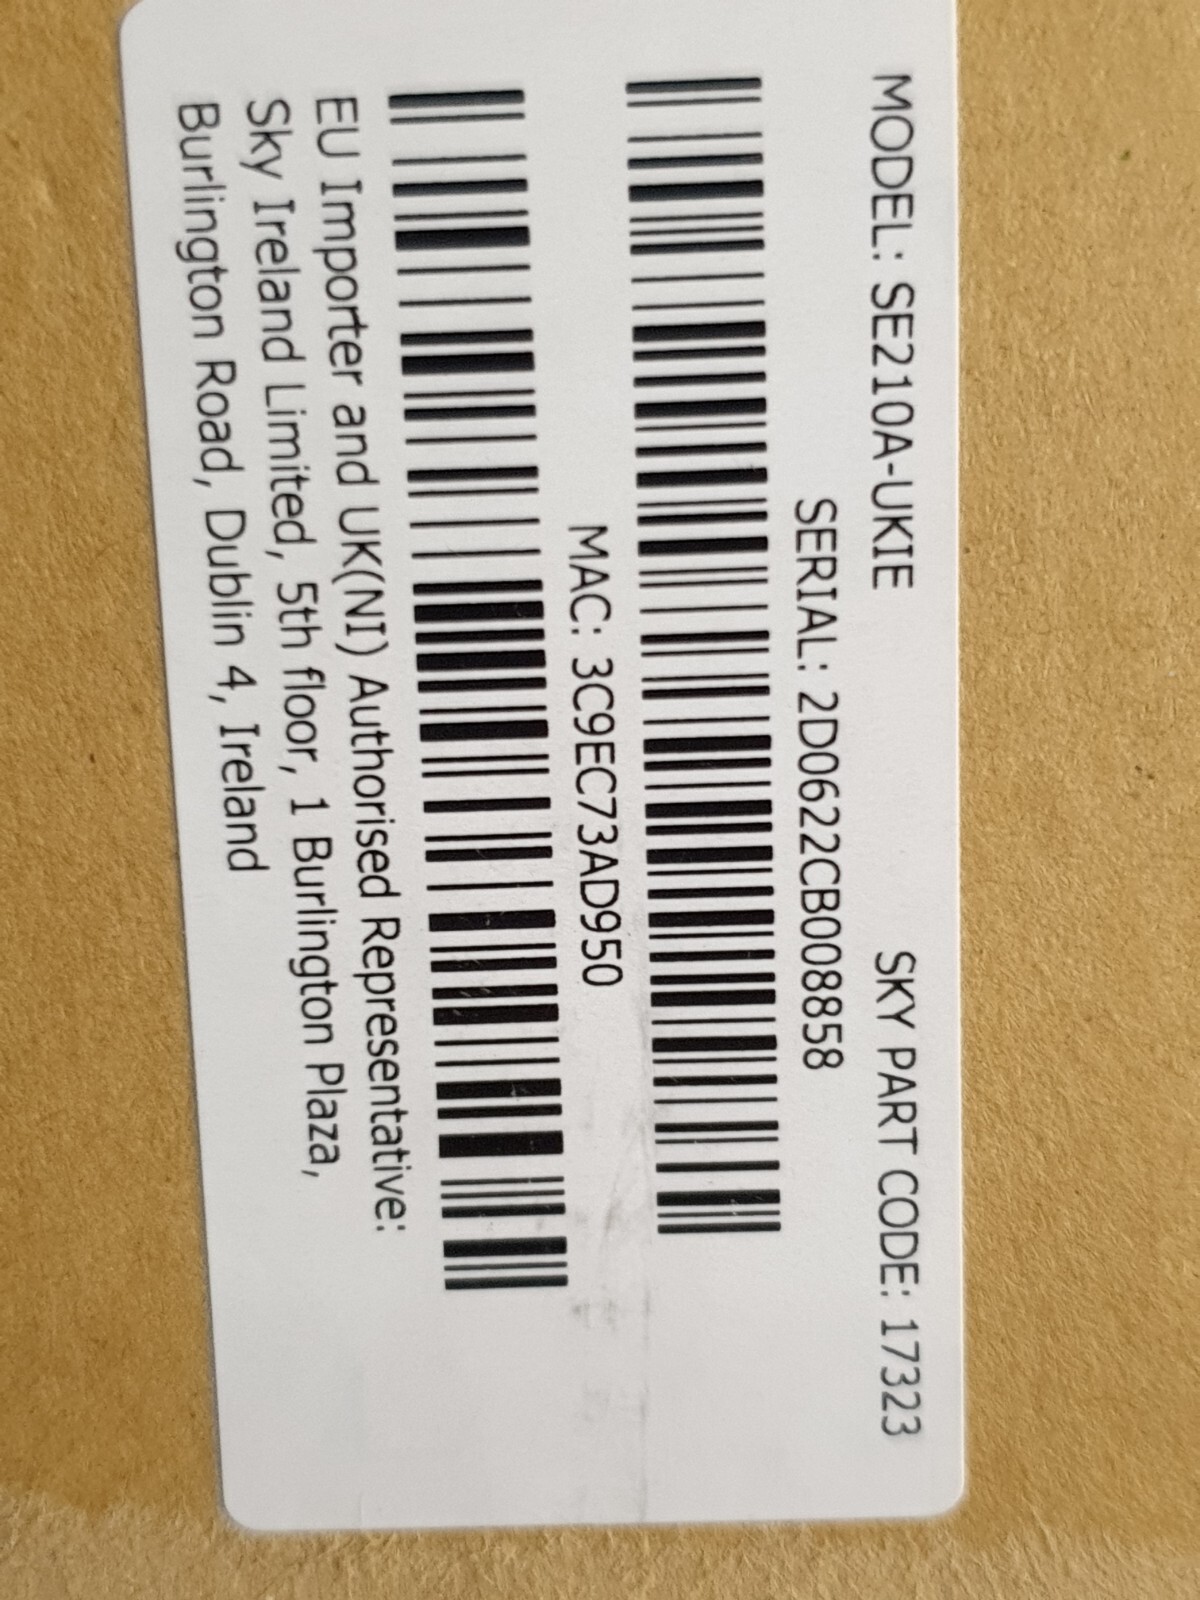 MODEL: SE210A-UKIE SKY PART CODE: 17323
SERIAL: 2D0622CB008858
MAC: 3C9EC73AD950
EU Importer and UK(NI) Authorised Representative:
Sky Ireland Limited, 5th floor, 1 Burlington Plaza,
Burlington Road, Dublin 4, Ireland